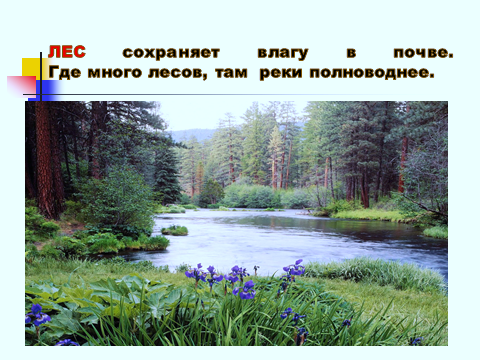 ЛЕС сохраняет влагу в почве.
Где много лесов, там реки полноводнее.